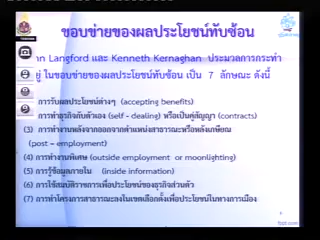 ขอบข่ายของผลประโยชน์ทับซ้อน
Langford และ Kenneth Kernaghan ประมวลการกระทำ
ในขอบข่ายของผลประโยชน์ทับซ้อน เป็น 7 ลักษณะ ดังนี้
การรับผลประโยชน์ต่างๆ (accepting benefits)
การทำธุรกิจกับตัวเอง (self - dealing) หรือเป็นคู่สัญญา (contracts)
(3) การทำงานหลังจากออกจากตำแหน่งสาธารณะหรือหลังเกษียณ
(post – employment)
(4) การทำงานพิเศษ (outside employment or moonlighting)
(5) การรู้ข้อมูลภายใน (inside information)
(6) การใช้สมบัติราชการเพื่อประโยชน์ของธุรกิจส่วนตัว
(7) การทำโครงการสาธารณะลงในเขตเลือกตั้งเพื่อประโยชน์ในทางการเมือง